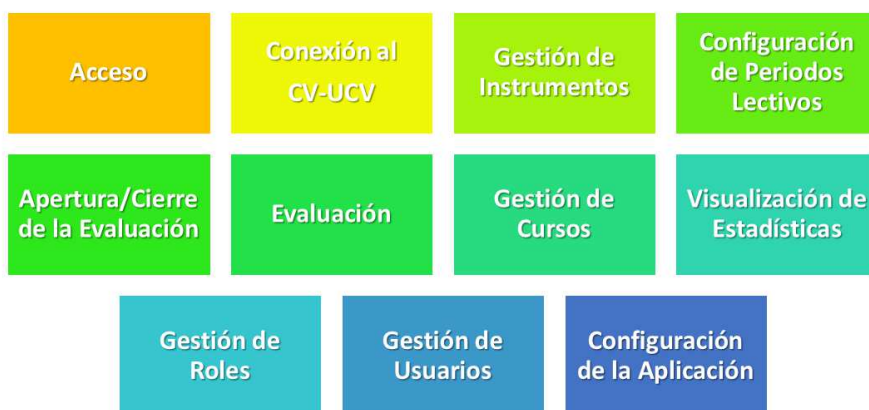 Acceso
Conexión al
CV-UCV
Gestión de
Instrumentos
Configuración
de Periodos
Lectivos
Apertura/Cierre
de la Evaluación
Evaluación
Gestión de
Cursos
Visualización de
Estadísticas
Gestión de
Roles
Gestión de
Usuarios
Configuración
de la Aplicación